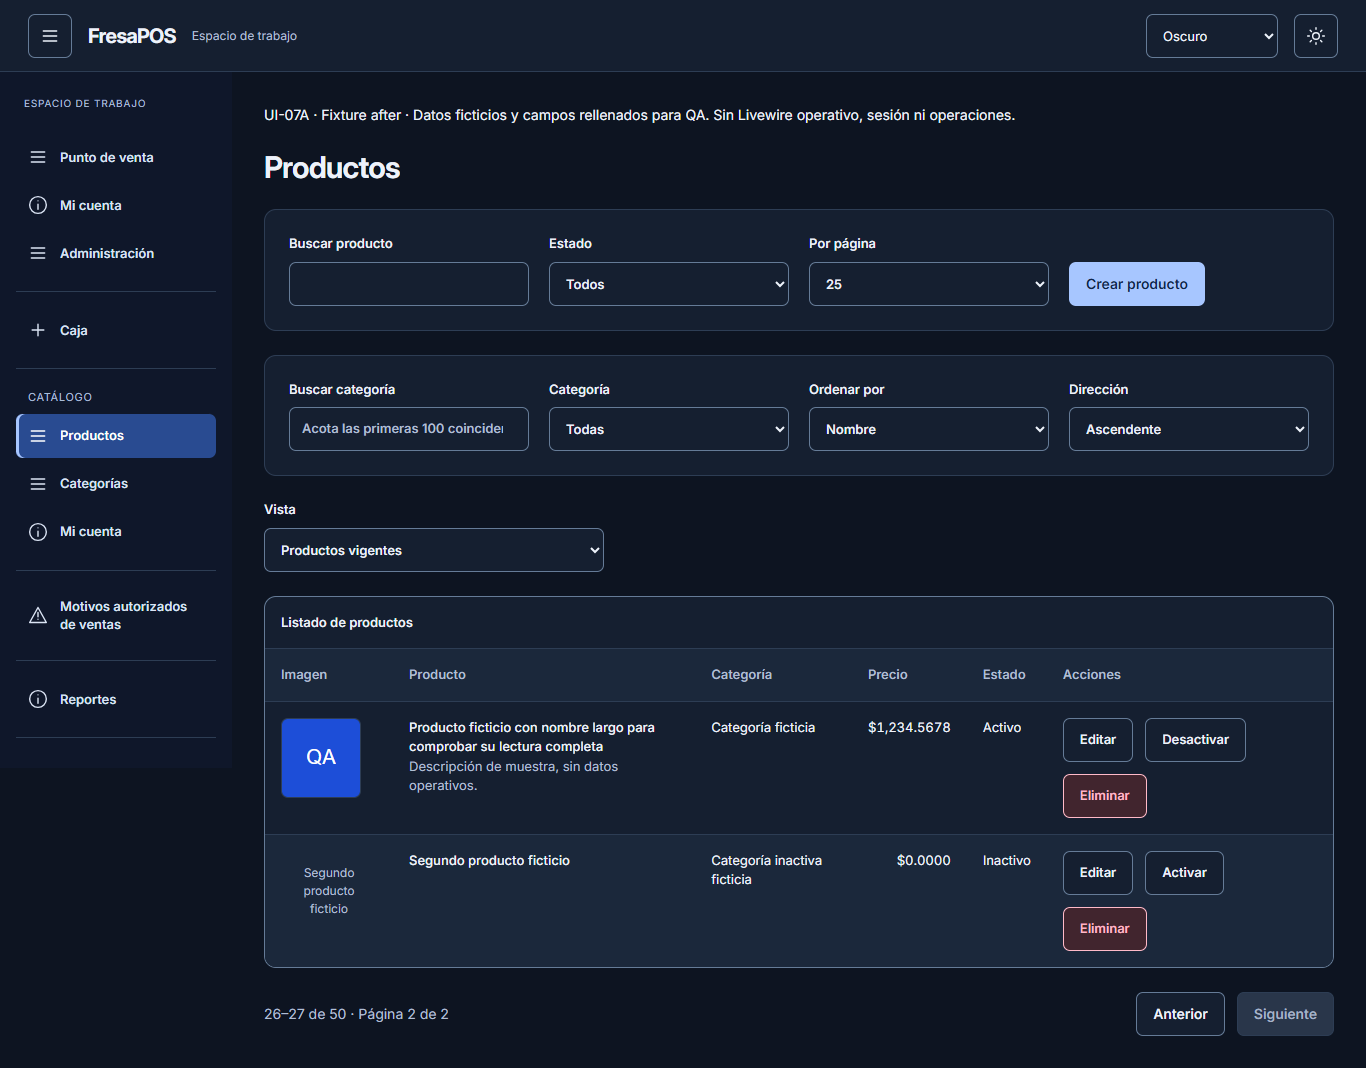 FresaPOS
Espacio de trabajo
Oscuro
ESPACIO DE TRABAJO
Punto de venta
Mi cuenta
Administración
Caja
CATÁLOGO
Productos
Categorías
Mi cuenta
Motivos autorizados
de ventas
Reportes
UI-07A · Fixture after · Datos ficticios y campos rellenados para QA. Sin Livewire operativo, sesión ni operaciones.
Productos
Buscar producto
Estado
Por página
Todos
25
Crear producto
Buscar categoría
Categoría
Ordenar por
Dirección
Acota las primeras 100 coincider
Todas
Nombre
Ascendente
Vista
Productos vigentes
Listado de productos
Imagen
Producto
Categoría
Precio
Estado
Acciones
QA
Producto ficticio con nombre largo para
comprobar su lectura completa
Descripción de muestra, sin datos
operativos.
Categoría ficticia
$1,234.5678
Activo
Editar
Desactivar
Eliminar
Segundo
producto
ficticio
Segundo producto ficticio
Categoría inactiva
ficticia
$0.0000
Inactivo
Editar
Activar
Eliminar
26–27 de 50 · Página 2 de 2
Anterior
Siguiente